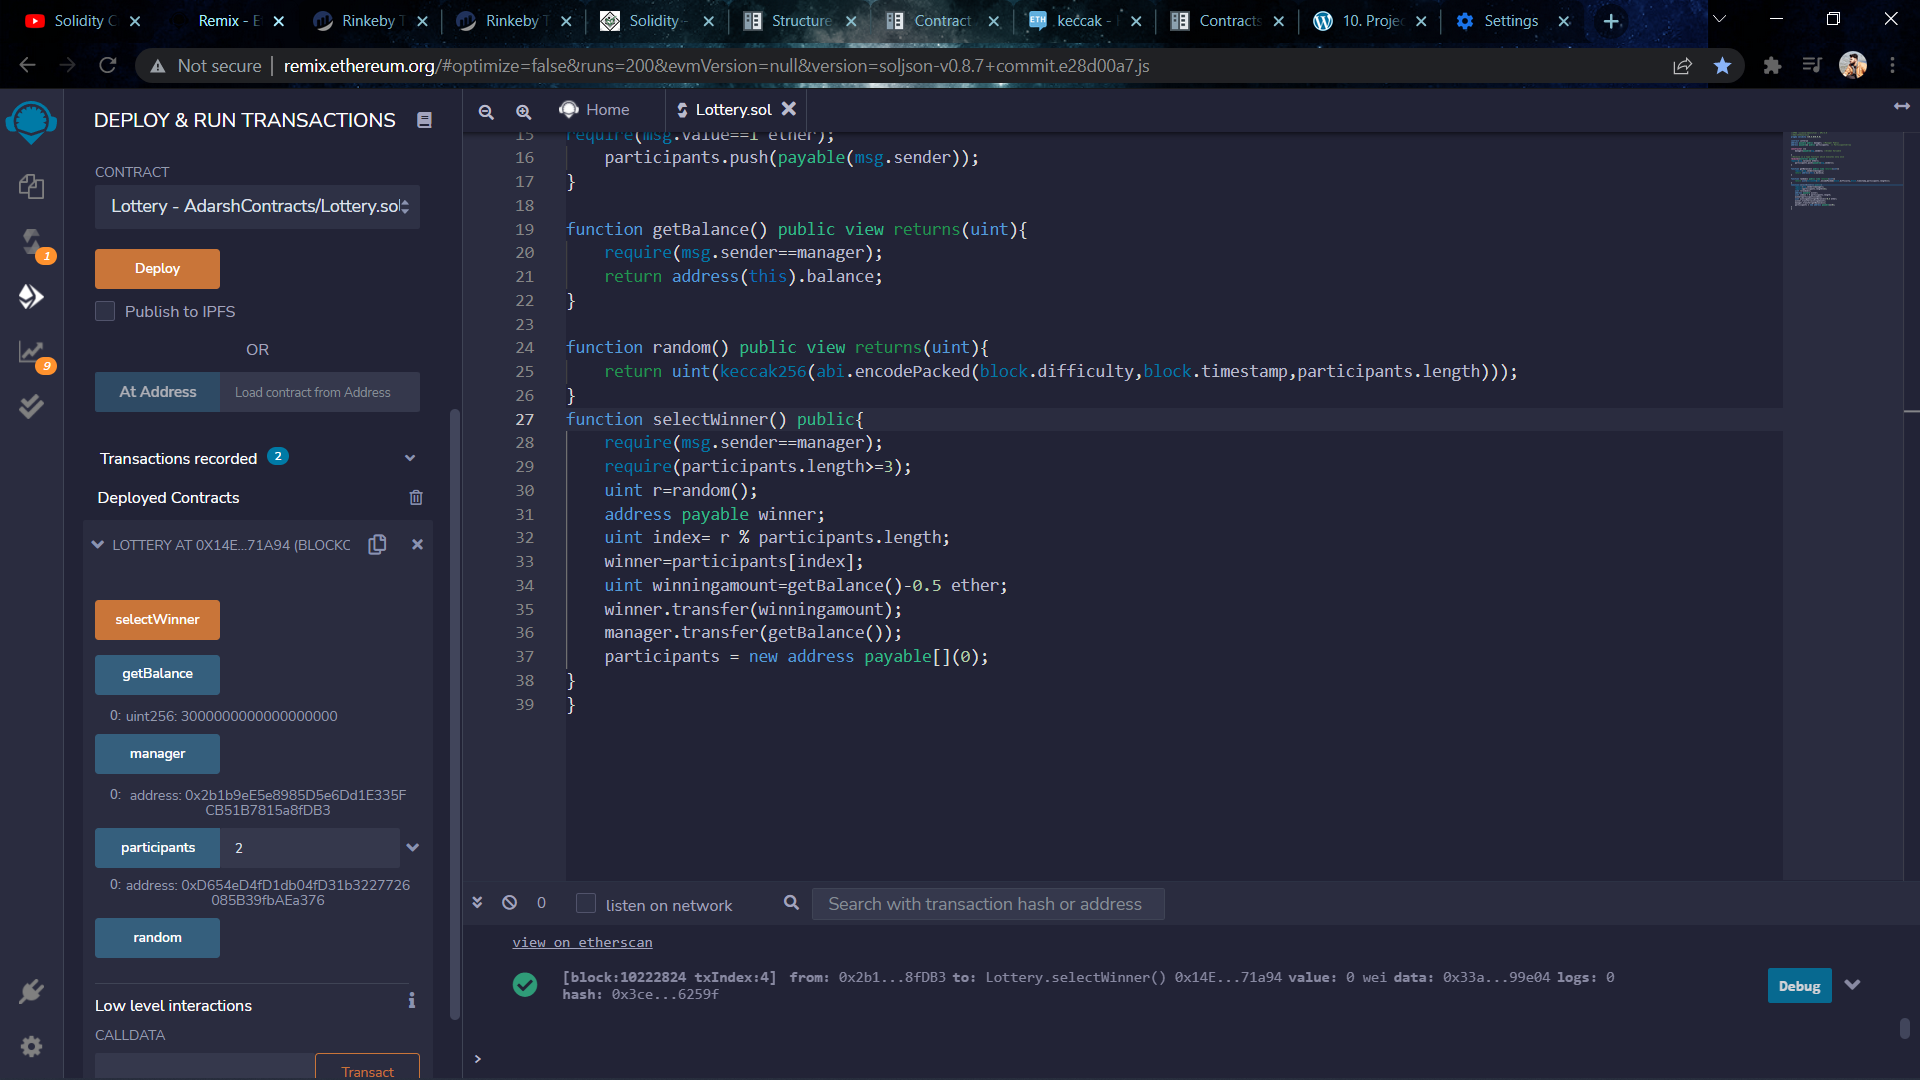 Solidity C
Remix - E
Rinkeby T
Rinkeby T
Solidity
Structure
Contract
keccak -
Contracts
10. Projec
Settings
Not secure
remix.ethereum.org/#optimize=false&runs=200&evmVersion=null&version=soljson-v0.8.7+commit.e28d00a7.js
DEPLOY & RUN TRANSACTIONS
CONTRACT
Lottery - AdarshContracts/Lottery.sol
1
Deploy
Publish to IPFS
OR
9
At Address
Load contract from Address
Transactions recorded 2
Deployed Contracts
LOTTERY AT 0X14E...71A94 (BLOCKC
selectWinner
getBalance
0: uint256: 3000000000000000000
manager
0: address: 0x2b1b9eE5e8985D5e6Dd1E335F
CB51B7815a8fDB3
participants
2
0: address: 0xD654eD4fD1db04fD31b3227726
085B39fbAEa376
random
Low level interactions
i
CALLDATA
Transact
Home
Lottery.sol
15 require(msg.value==1 ether);
16 participants.push(payable(msg.sender));
17 }
18
19 function getBalance() public view returns(uint){
20 require(msg.sender==manager);
21 return address(this).balance;
22 }
23
24 function random() public view returns(uint){
25 return uint(keccak256(abi.encodePacked(block.difficulty,block.timestamp,participants.length)));
26 }
27 function selectWinner() public{
28 require(msg.sender==manager);
29 require(participants.length>=3);
30 uint r=random();
31 address payable winner;
32 uint index= r % participants.length;
33 winner=participants[index];
34 uint winningamount=getBalance()-0.5 ether;
35 winner.transfer(winningamount);
36 manager.transfer(getBalance());
37 participants = new address payable[](0);
38 }
39 }
0
listen on network
Search with transaction hash or address
view on etherscan
[block:10222824 txIndex:4] from: 0x2b1...8fDB3 to: Lottery.selectWinner() 0x14E...71a94 value: 0 wei data: 0x33a...99e04 logs: 0
hash: 0x3ce...6259f
Debug
>